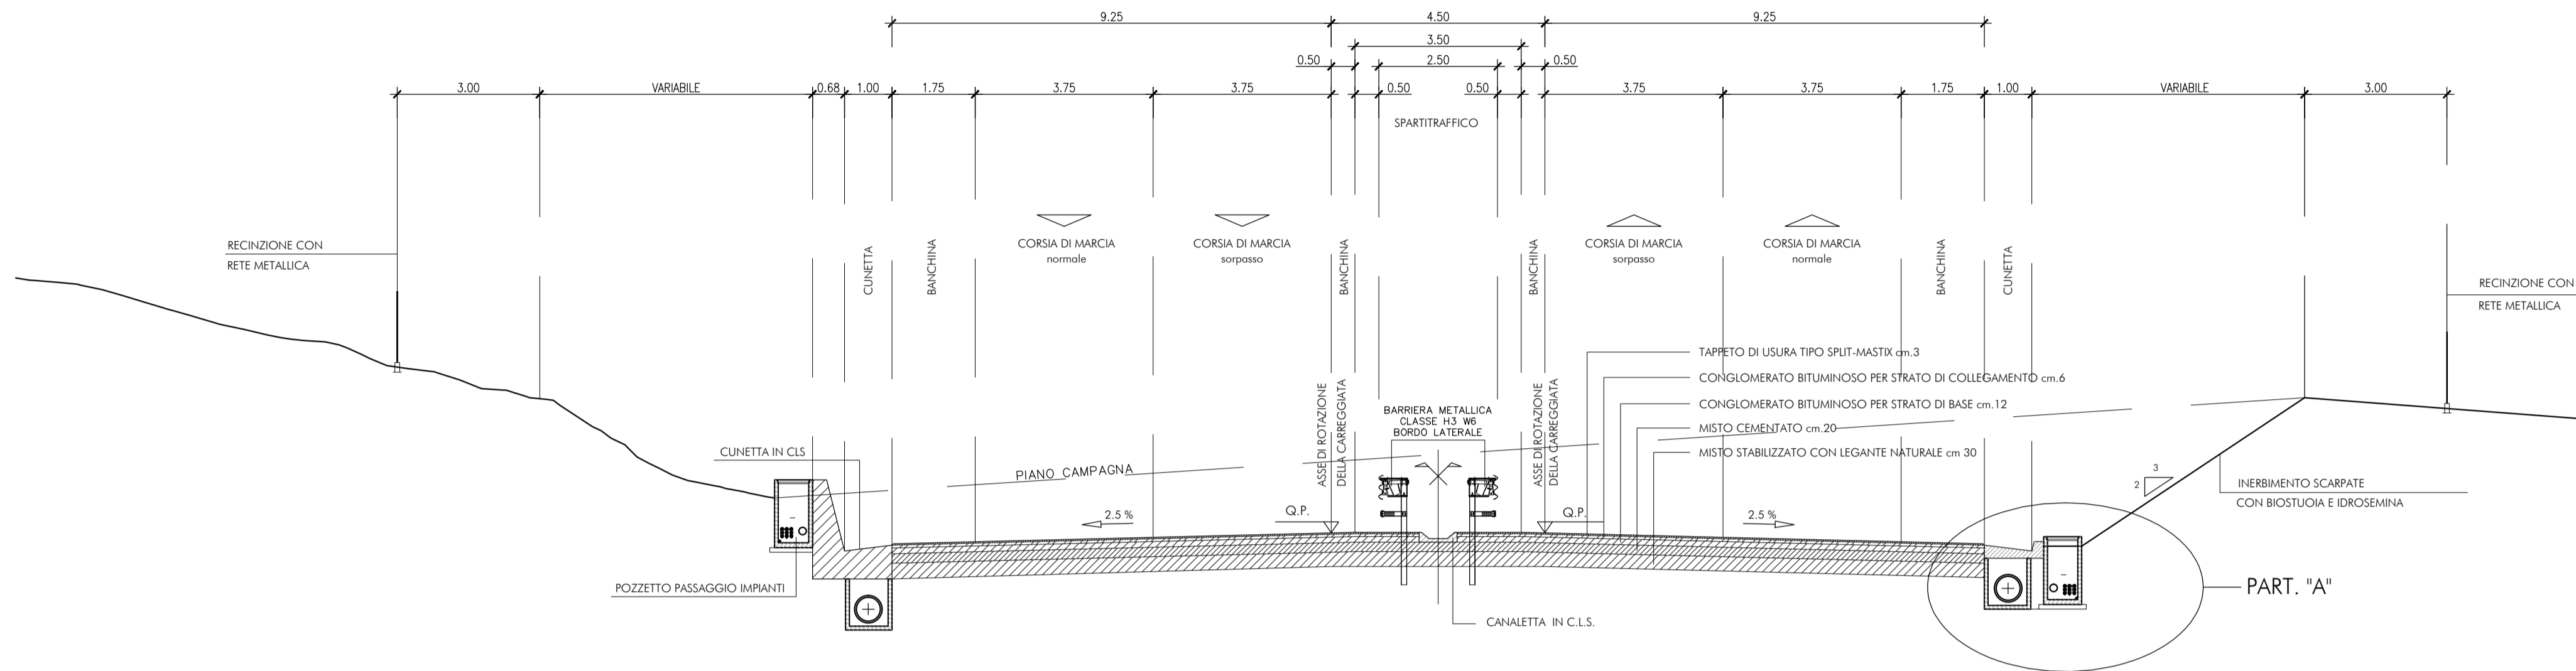 9.25
4.50
9.25
3.50
0.50
2.50
0.50
3.00
VARIABILE
0.68
1.00
1.75
3.75
3.75
0.50
0.50
3.75
3.75
1.75
1.00
VARIABILE
3.00
SPARTITRAFFICO
RECINZIONE CON
RETE METALLICA
CUNETTA
BANCHINA
CORSIA DI MARCIA
normale
CORSIA DI MARCIA
sorpasso
BANCHINA
BANCHINA
CORSIA DI MARCIA
sorpasso
CORSIA DI MARCIA
normale
BANCHINA
CUNETTA
RECINZIONE CON
RETE METALLICA
TAPPETO DI USURA TIPO SPLIT-MASTIX cm.3
CONGLOMERATO BITUMINOSO PER STRATO DI COLLEGAMENTO cm.6
CONGLOMERATO BITUMINOSO PER STRATO DI BASE cm.12
MISTO CEMENTATO cm.20
MISTO STABILIZZATO CON LEGANTE NATURALE cm 30
ASSE DI ROTAZIONE
DELLA CARREGGIATA
BARRIERA METALLICA
CLASSE H3 W6
BORDO LATERALE
ASSE DI ROTAZIONE
DELLA CARREGGIATA
CUNETTA IN CLS
PIANO CAMPAGNA
3
2
INERBIMENTO SCARPATE
CON BIOSTUOIA E IDROSEMINA
2.5 %
Q.P.
Q.P.
2.5 %
POZZETTO PASSAGGIO IMPIANTI
PART. "A"
CANALETTA IN C.L.S.